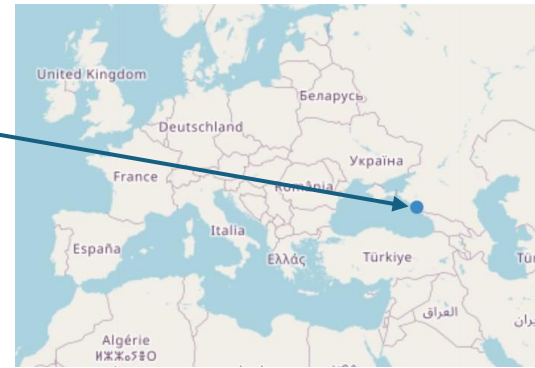 United Kingdom
Беларусь
Deutschland
Україна
France
România
Italia
España
Ελλάς
Türkiye
العراق
Algérie
ⵍⵣⵣⴰⵢⴻⵔ